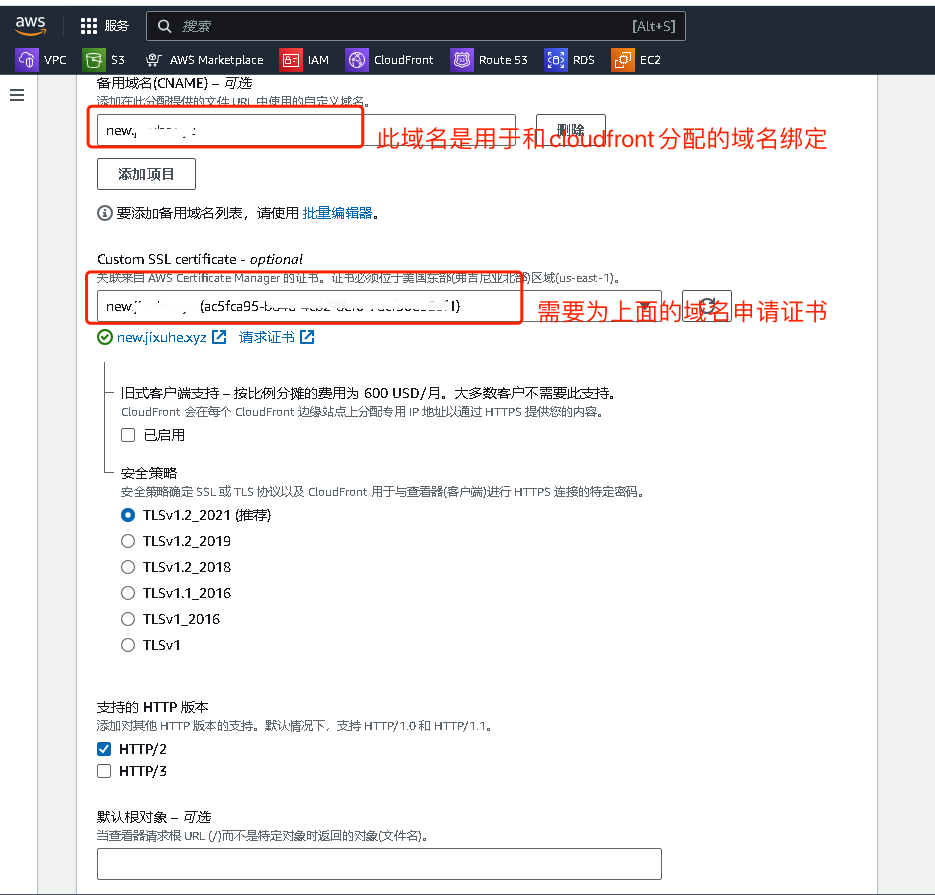 aws 服务 搜索 [Alt+S]
VPC S3 AWS Marketplace IAM CloudFront Route 53 RDS EC2
备用域名(CNAME) – 可选
添加在此分配提供的文件 URL 中使用的自定义域名。
new. 删除
此域名是用于和cloudfront分配的域名绑定
添加项目
要添加备用域名列表，请使用 批量编辑器。
Custom SSL certificate - optional
关联来自 AWS Certificate Manager 的证书。证书必须位于美国东部(弗吉尼亚北部)区域(us-east-1)。
(ac5fca95-
需要为上面的域名申请证书
new.jixuhe.xyz 请求证书
旧式客户端支持 – 按比例分摊的费用为 600 USD/月。大多数客户不需要此支持。
CloudFront 会在每个 CloudFront 边缘站点上分配专用 IP 地址以通过 HTTPS 提供您的内容。
已启用
安全策略
安全策略确定 SSL 或 TLS 协议以及 CloudFront 用于与查看器(客户端)进行 HTTPS 连接的特定密码。
TLSv1.2_2021 (推荐)
TLSv1.2_2019
TLSv1.2_2018
TLSv1.1_2016
TLSv1_2016
TLSv1
支持的 HTTP 版本
添加对其他 HTTP 版本的支持。默认情况下，支持 HTTP/1.0 和 HTTP/1.1。
HTTP/2
HTTP/3
默认根对象 – 可选
当查看器请求根 URL (/)而不是特定对象时返回的对象(文件名)。